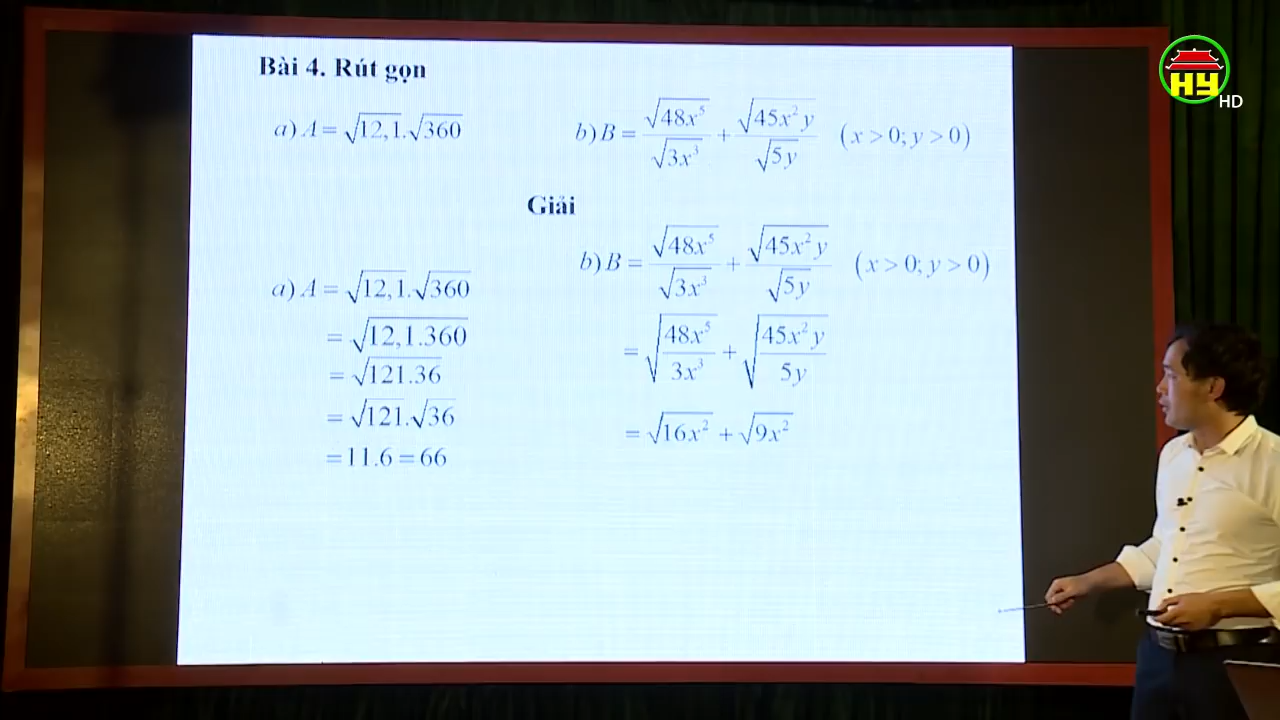 Bài 4. Rút gọn
a) A = √12,1.√360
b) B = √48x⁵/√3x³ + √45x²y/√5y (x > 0; y > 0)
Giải
a) A = √12,1.√360
= √12,1.360
= √121.36
= √121.√36
= 11.6 = 66
b) B = √48x⁵/√3x³ + √45x²y/√5y (x > 0; y > 0)
= √48x⁵/3x³ + √45x²y/5y
= √16x² + √9x²
HY
HD